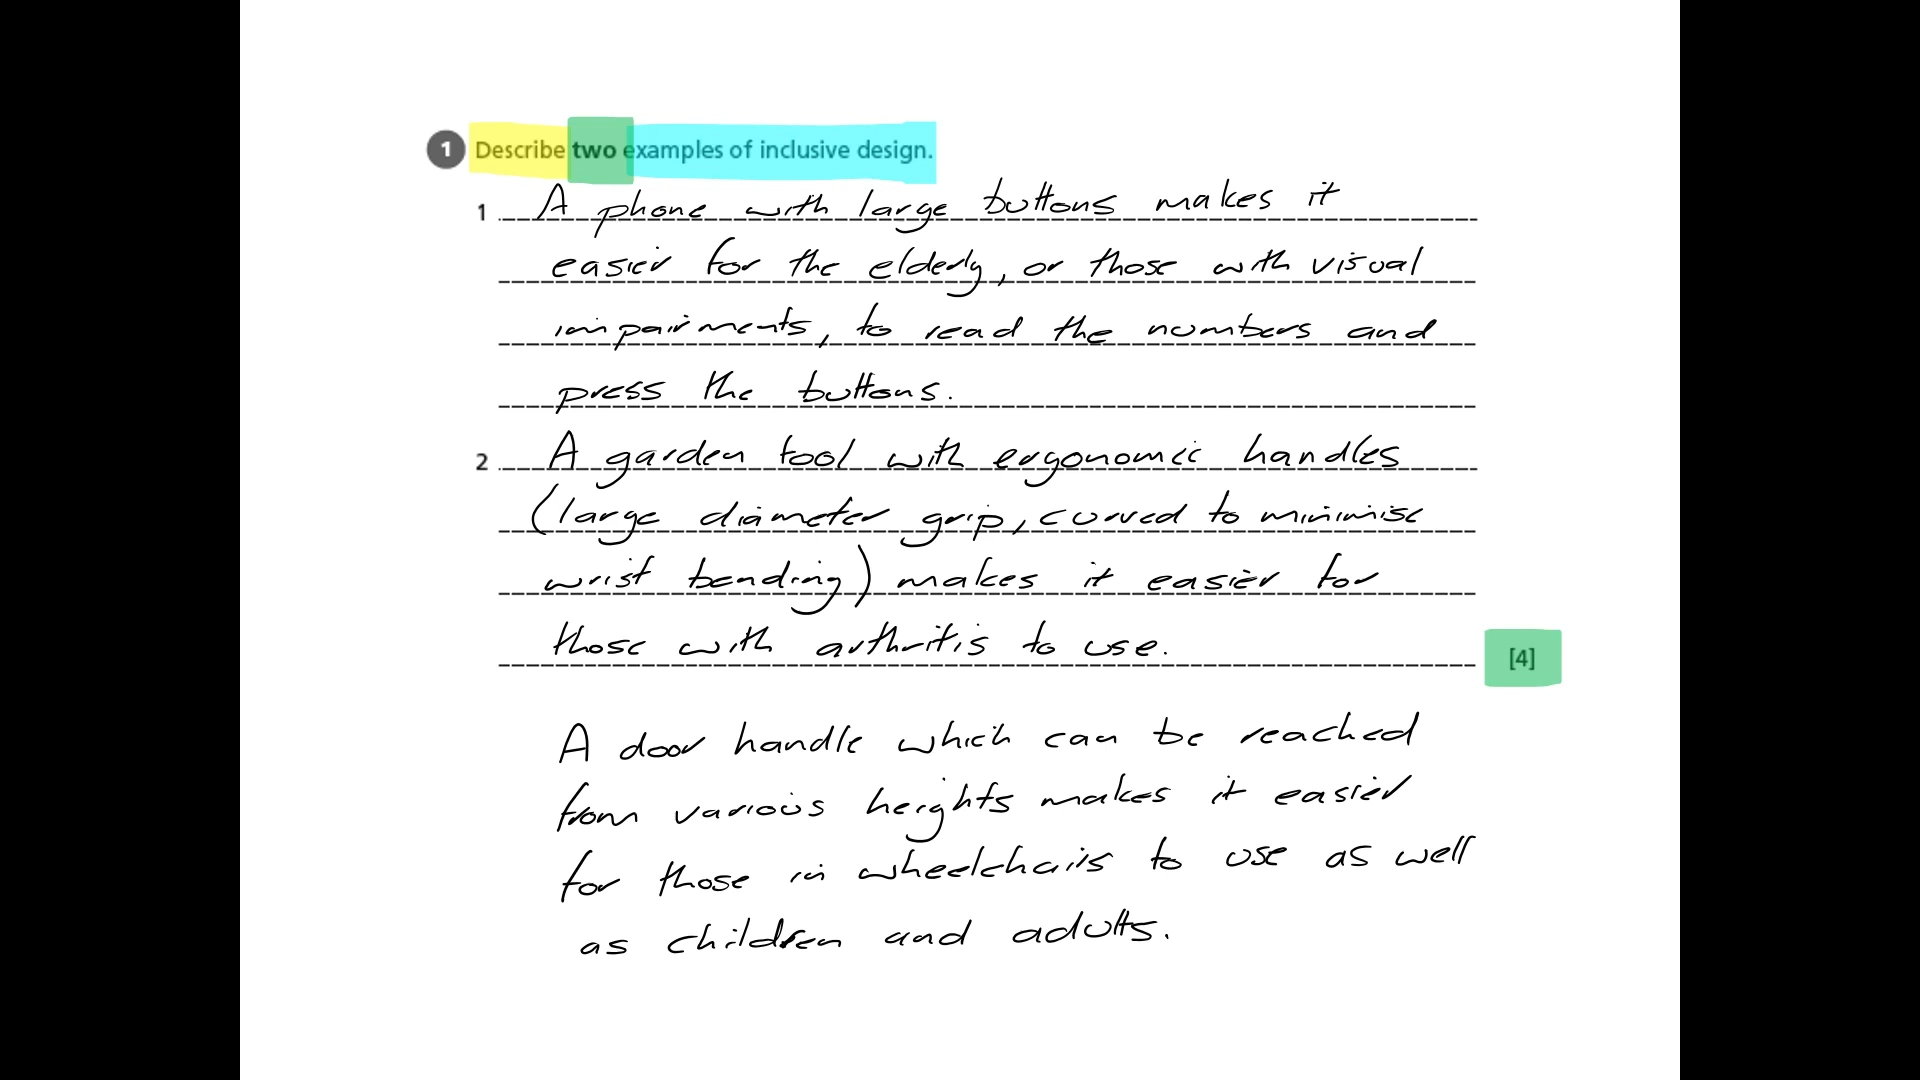 1 Describe two examples of inclusive design.
1 A phone with large buttons makes it
easier for the elderly, or those with visual
impairments, to read the numbers and
press the buttons.
2 A garden tool with ergonomic handles
(large diameter grip, curved to minimise
wrist bending) makes it easier for
those with arthritis to use.
[4]
A door handle which can be reached
from various heights makes it easier
for those in wheelchairs to use as well
as children and adults.